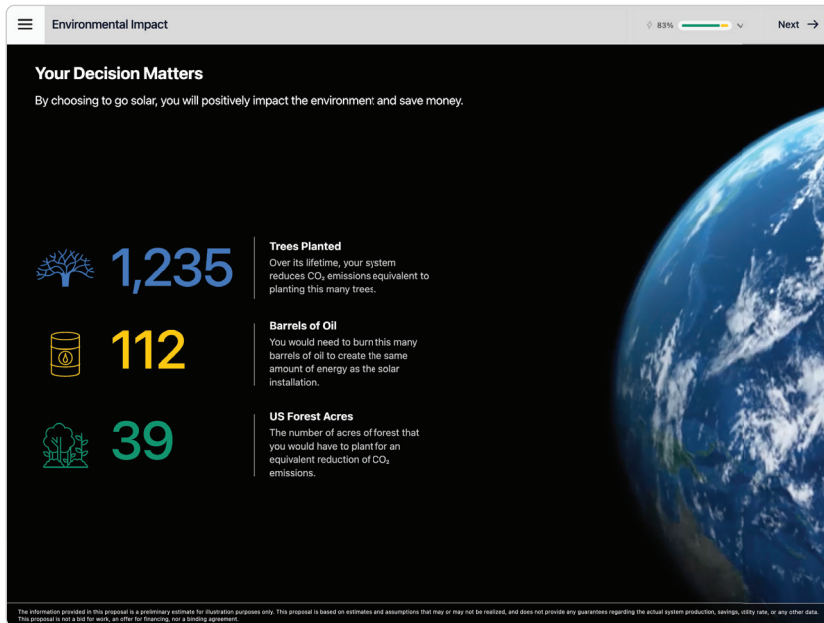 Environmental Impact
83%
Next →
Your Decision Matters
By choosing to go solar, you will positively impact the environment and save money.
1,235
Trees Planted
Over its lifetime, your system
reduces CO₂ emissions equivalent to
planting this many trees.
112
Barrels of Oil
You would need to burn this many
barrels of oil to create the same
amount of energy as the solar
installation.
39
US Forest Acres
The number of acres of forest that
you would have to plant for an
equivalent reduction of CO₂
emissions.
The information provided in this proposal is a preliminary estimate for illustration purposes only. This proposal is based on estimates and assumptions that may or may not be realized, and does not provide any guarantees regarding the actual system production, savings, utility rate, or any other data.
This proposal is not a bid for work, an offer for financing, nor a binding agreement.